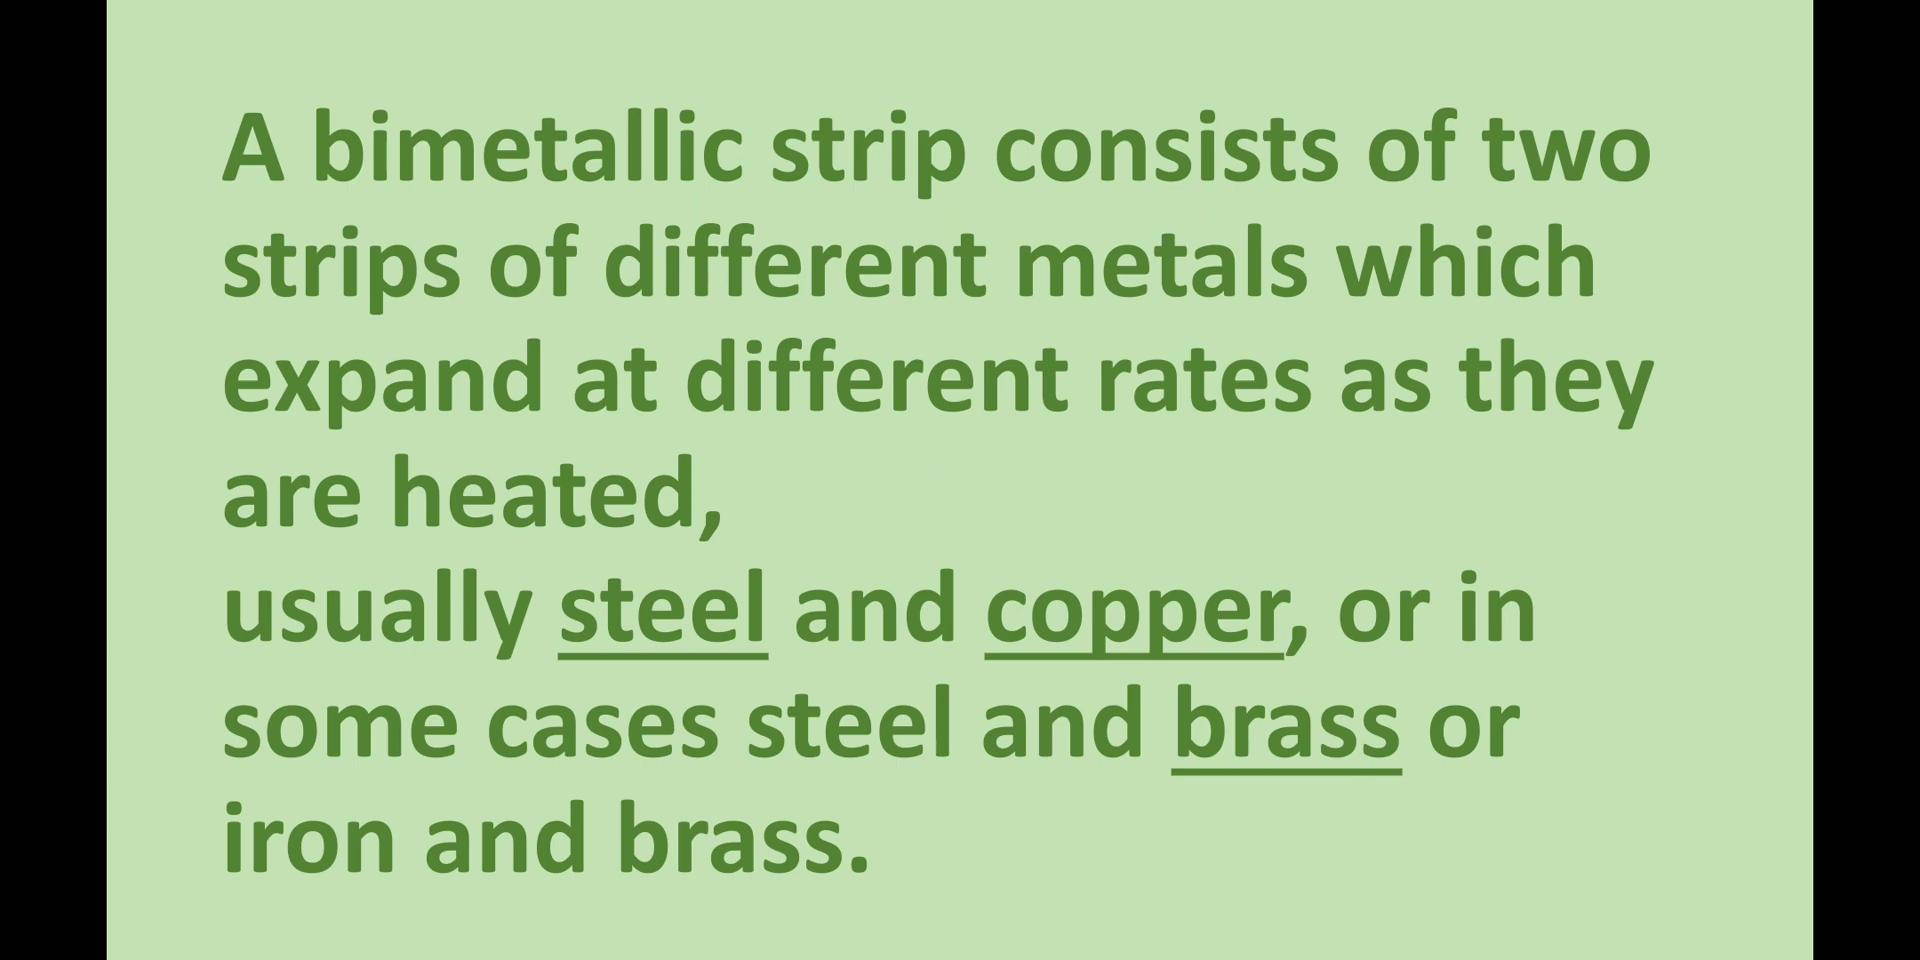 A bimetallic strip consists of two
strips of different metals which
expand at different rates as they
are heated,
usually steel and copper, or in
some cases steel and brass or
iron and brass.